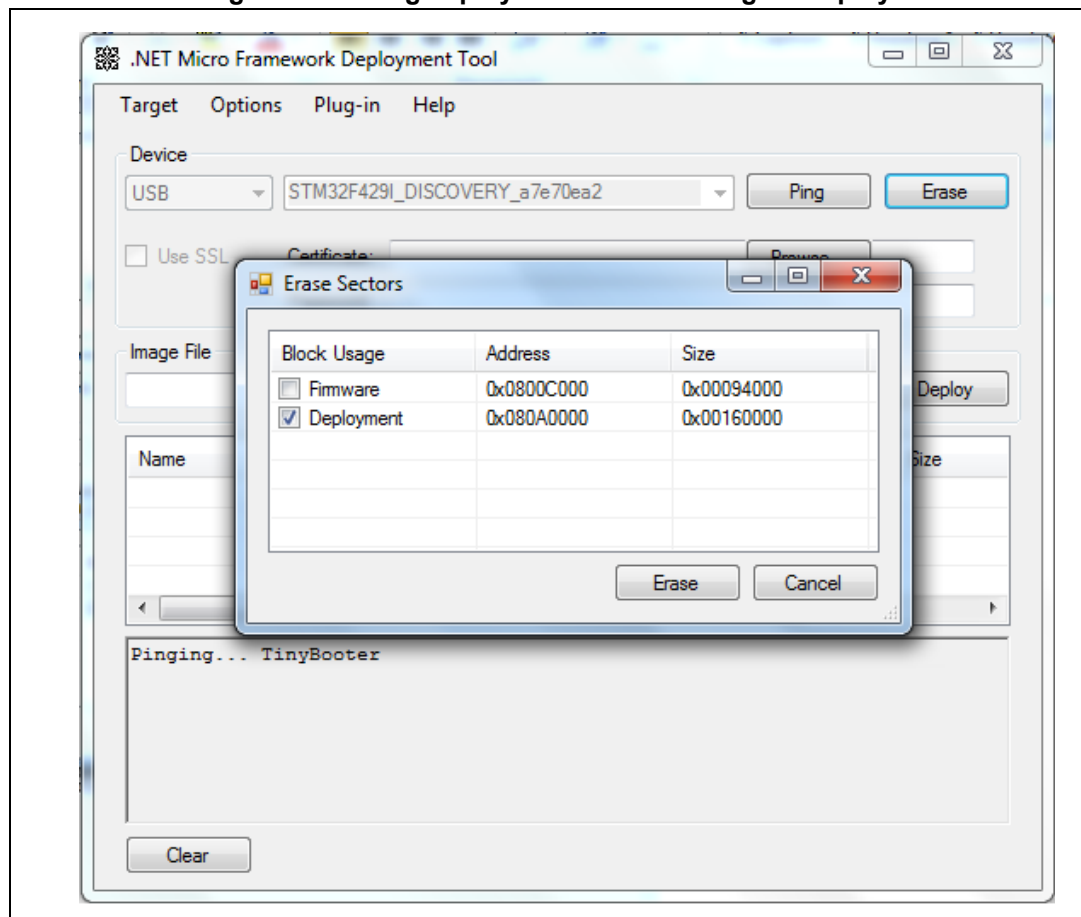 .NET Micro Framework Deployment Tool
Target Options Plug-in Help
Device
USB STM32F429I_DISCOVERY_a7e70ea2 Ping Erase
Use SSL Certificate:
Erase Sectors
Image File Block Usage Address Size
Firmware 0x0800C000 0x00094000
Deploy
Deployment 0x080A0000 0x00160000
Name Size
Erase Cancel
Pinging... TinyBooter
Clear